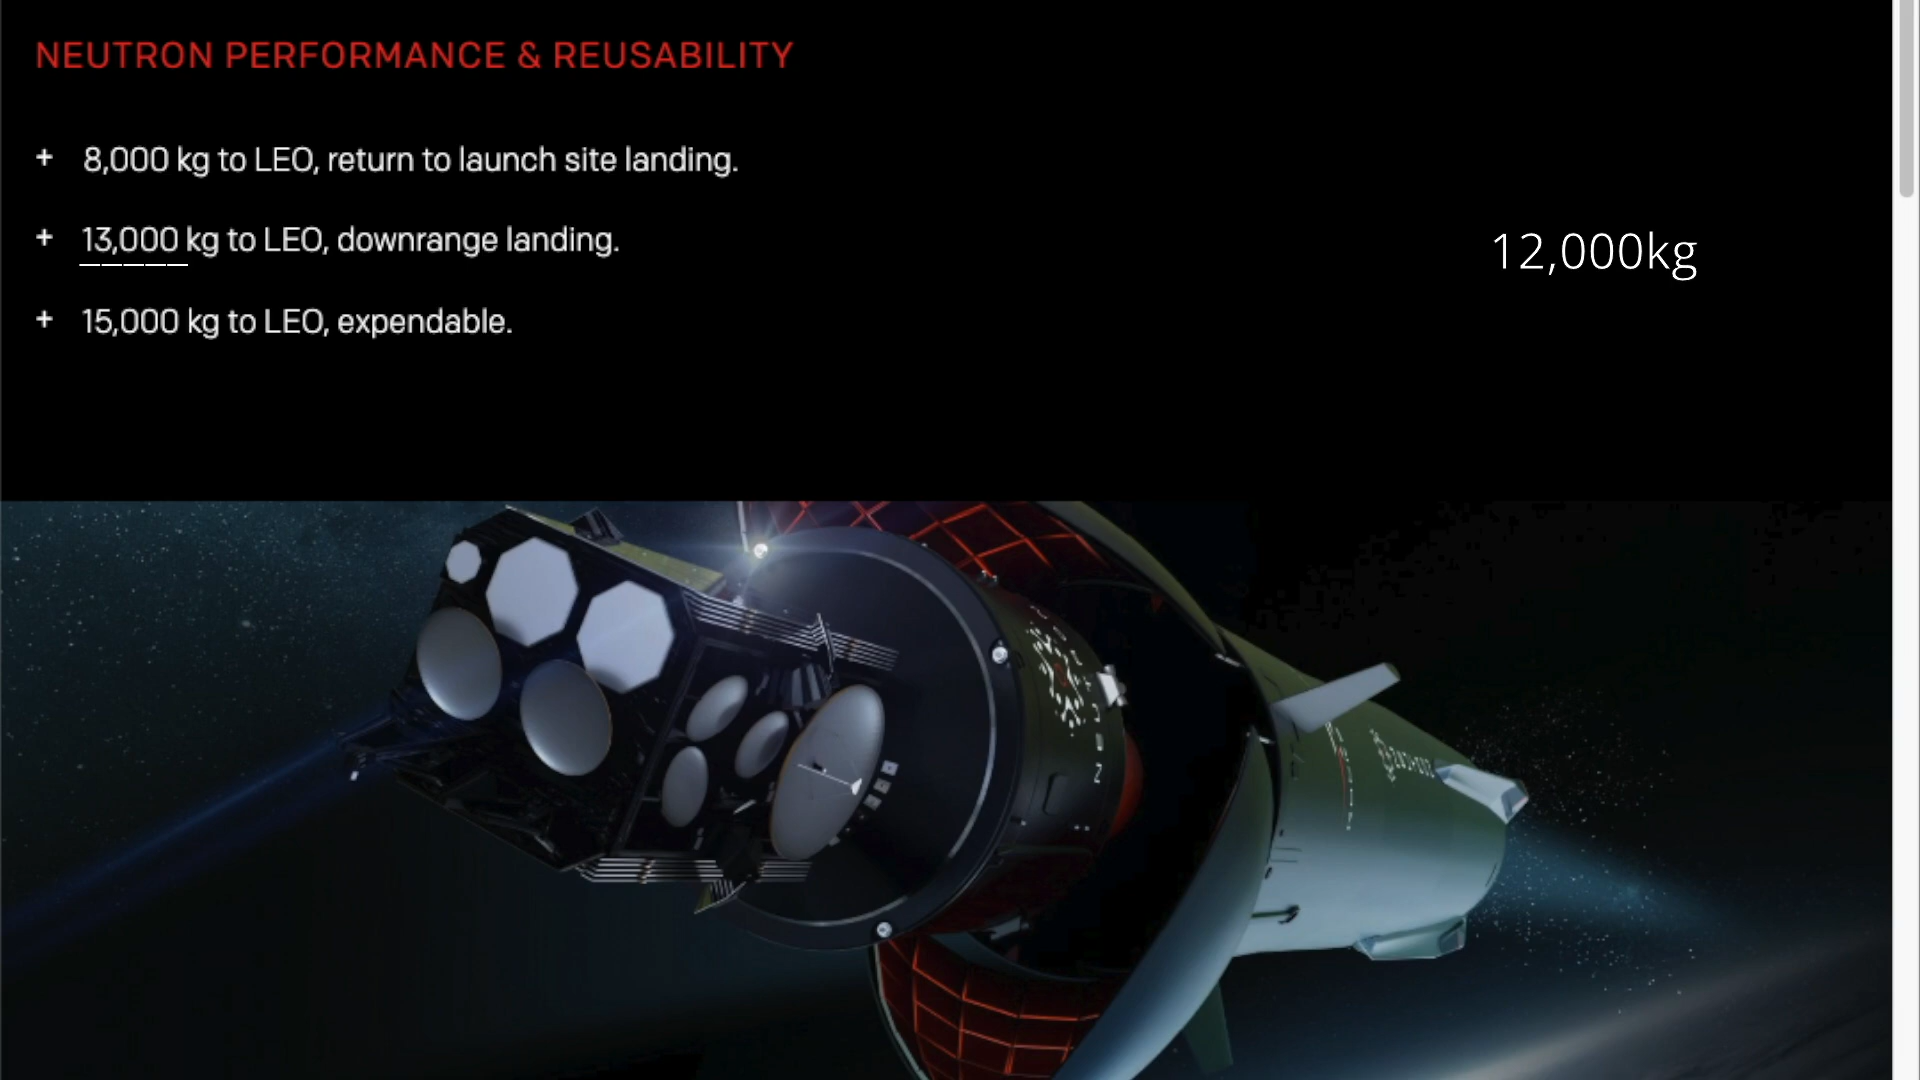 NEUTRON PERFORMANCE & REUSABILITY
+ 8,000 kg to LEO, return to launch site landing.
+ 13,000 kg to LEO, downrange landing.
12,000kg
+ 15,000 kg to LEO, expendable.